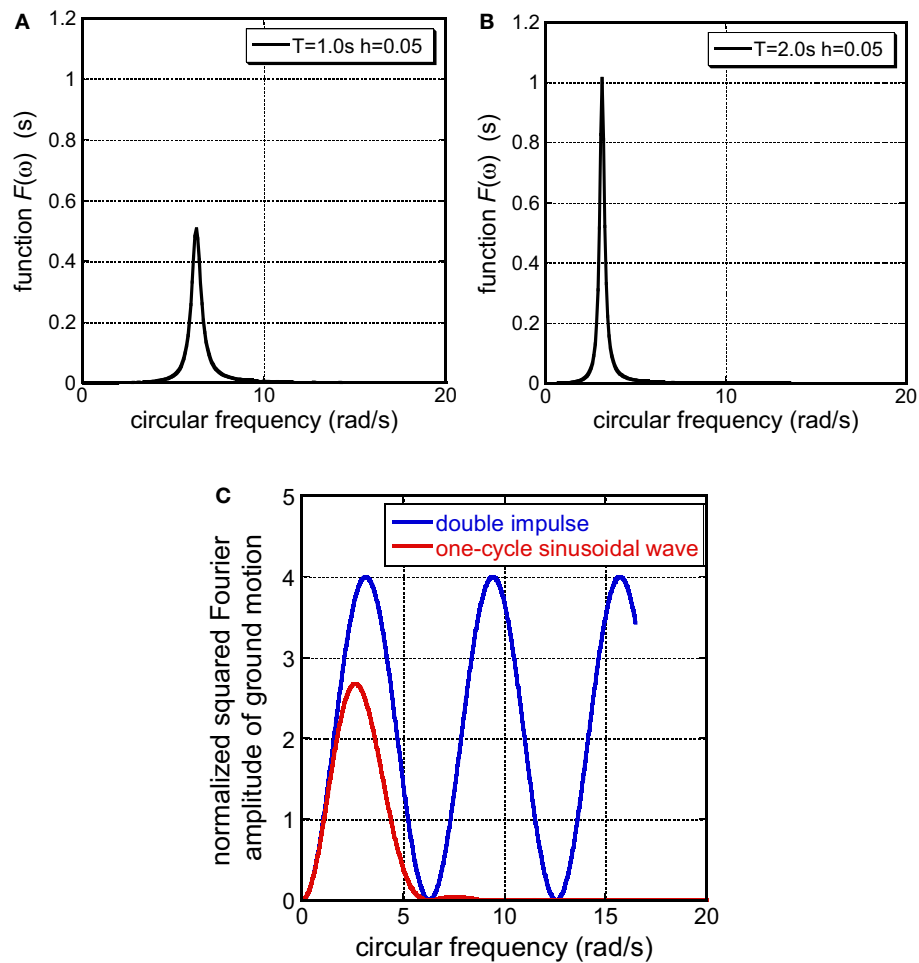 A
1.2
1
0.8
0.6
0.4
0.2
0
function F(ω) (s)
T=1.0s h=0.05
0 10 20
circular frequency (rad/s)
B
1.2
1
0.8
0.6
0.4
0.2
0
function F(ω) (s)
T=2.0s h=0.05
0 10 20
circular frequency (rad/s)
C
5
4
3
2
1
0
normalized squared Fourier
amplitude of ground motion
double impulse
one-cycle sinusoidal wave
0 5 10 15 20
circular frequency (rad/s)